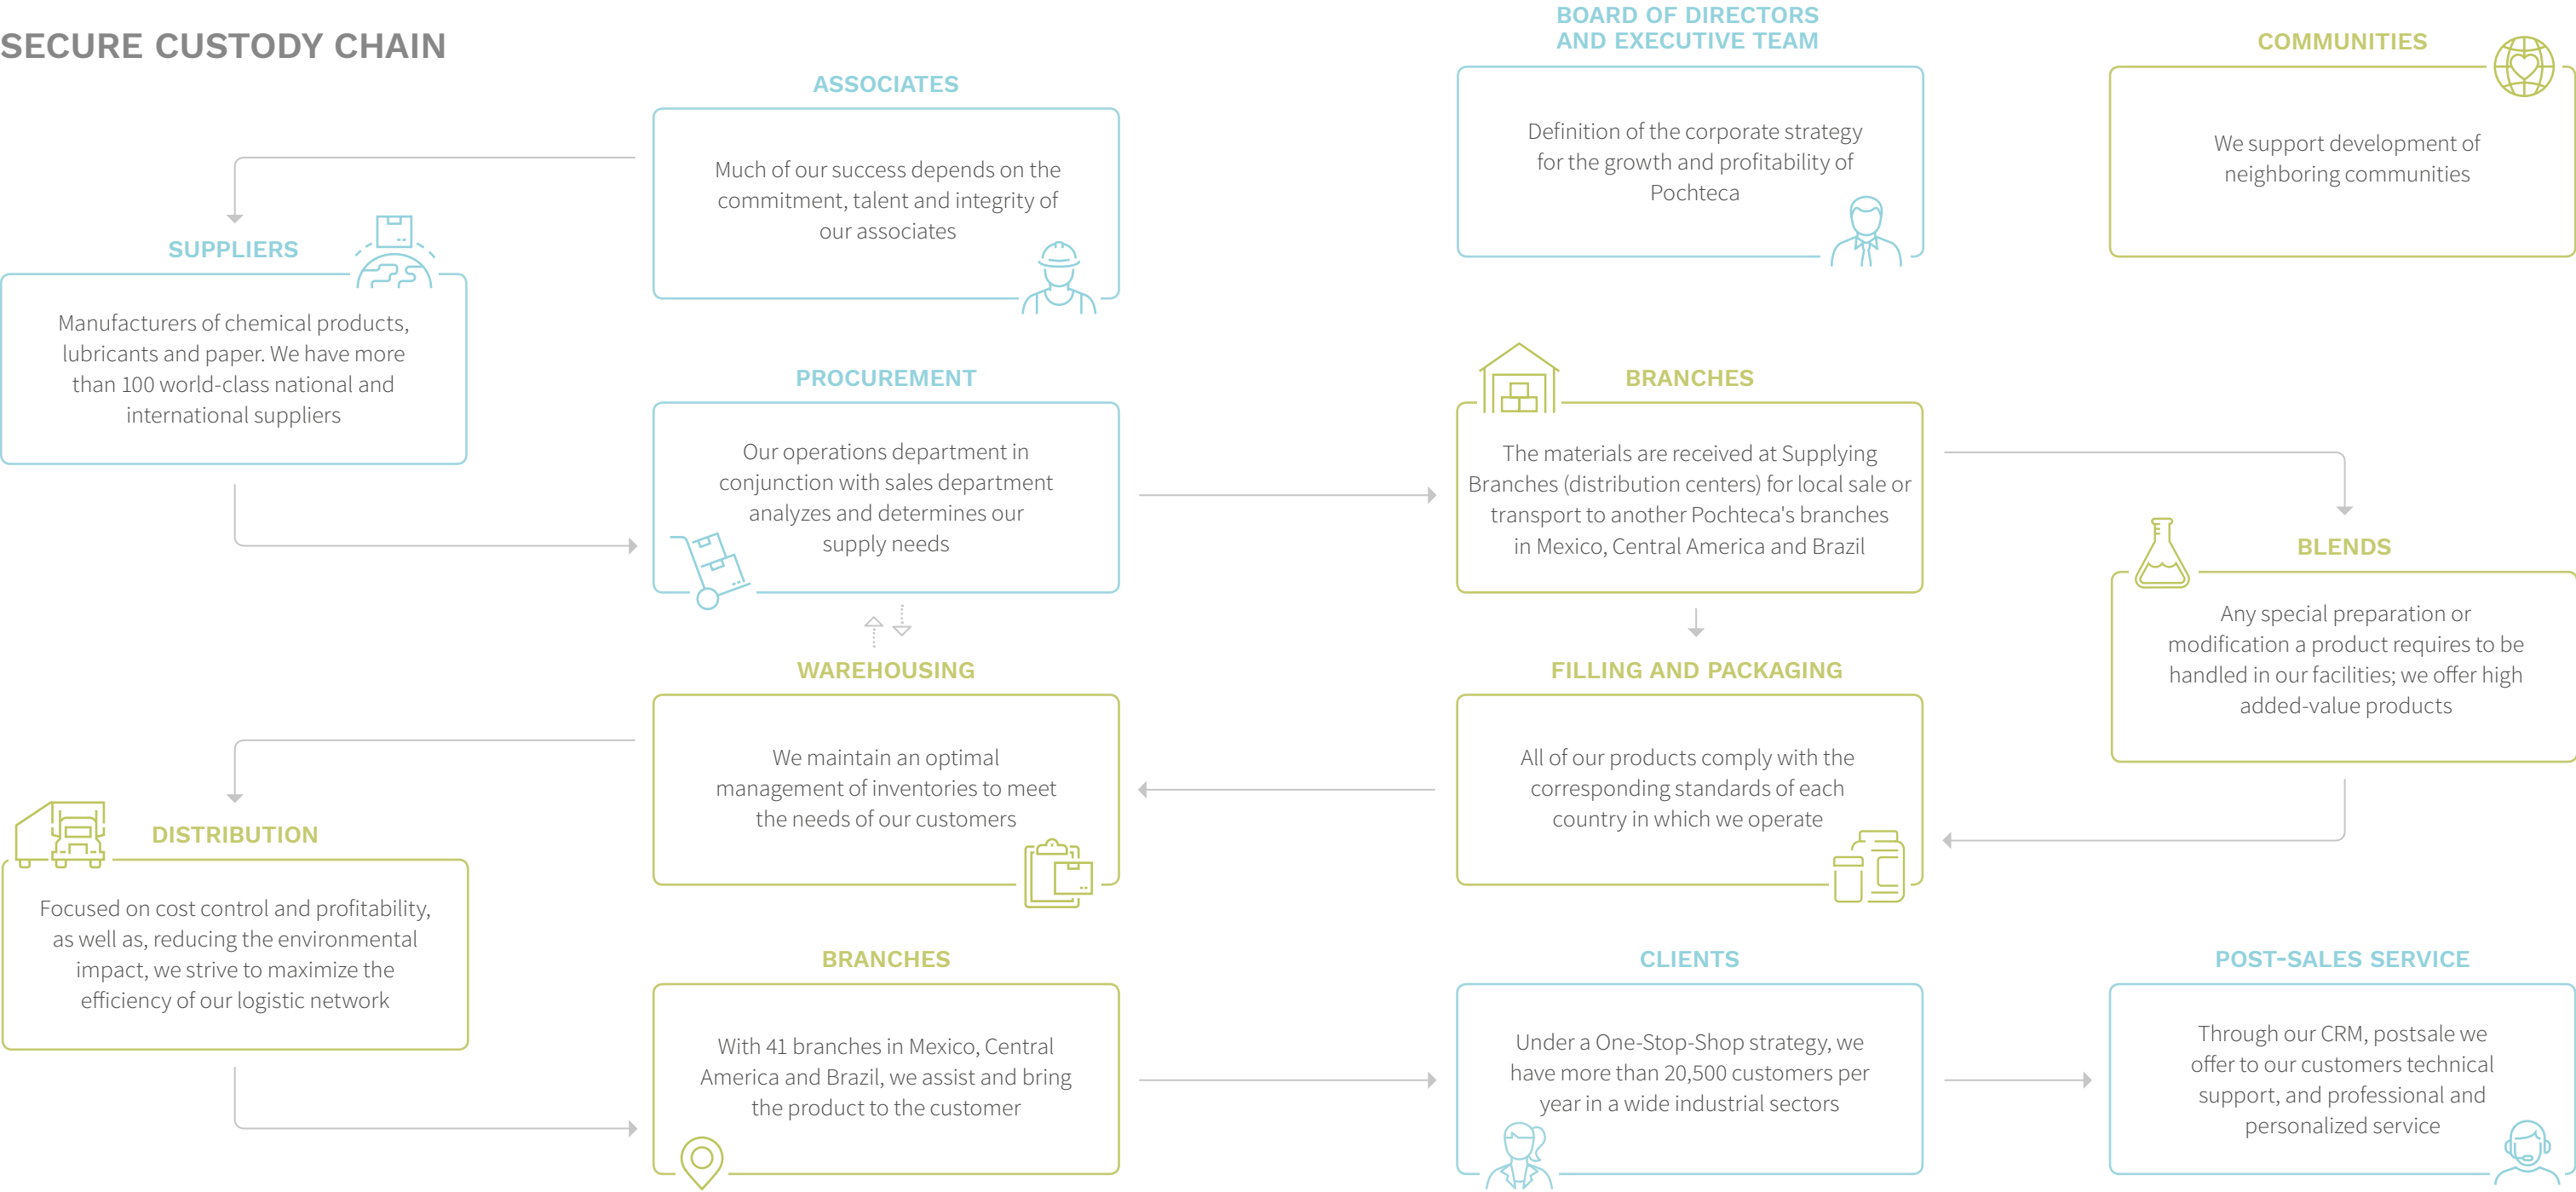 SECURE CUSTODY CHAIN
ASSOCIATES
Much of our success depends on the
commitment, talent and integrity of
our associates
BOARD OF DIRECTORS
AND EXECUTIVE TEAM
Definition of the corporate strategy
for the growth and profitability of
Pochteca
COMMUNITIES
We support development of
neighboring communities
SUPPLIERS
Manufacturers of chemical products,
lubricants and paper. We have more
than 100 world-class national and
international suppliers
PROCUREMENT
Our operations department in
conjunction with sales department
analyzes and determines our
supply needs
BRANCHES
The materials are received at Supplying
Branches (distribution centers) for local sale or
transport to another Pochteca's branches
in Mexico, Central America and Brazil
BLENDS
Any special preparation or
modification a product requires to be
handled in our facilities; we offer high
added-value products
FILLING AND PACKAGING
All of our products comply with the
corresponding standards of each
country in which we operate
WAREHOUSING
We maintain an optimal
management of inventories to meet
the needs of our customers
DISTRIBUTION
Focused on cost control and profitability,
as well as, reducing the environmental
impact, we strive to maximize the
efficiency of our logistic network
BRANCHES
With 41 branches in Mexico, Central
America and Brazil, we assist and bring
the product to the customer
CLIENTS
Under a One-Stop-Shop strategy, we
have more than 20,500 customers per
year in a wide industrial sectors
POST-SALES SERVICE
Through our CRM, postsale we
offer to our customers technical
support, and professional and
personalized service